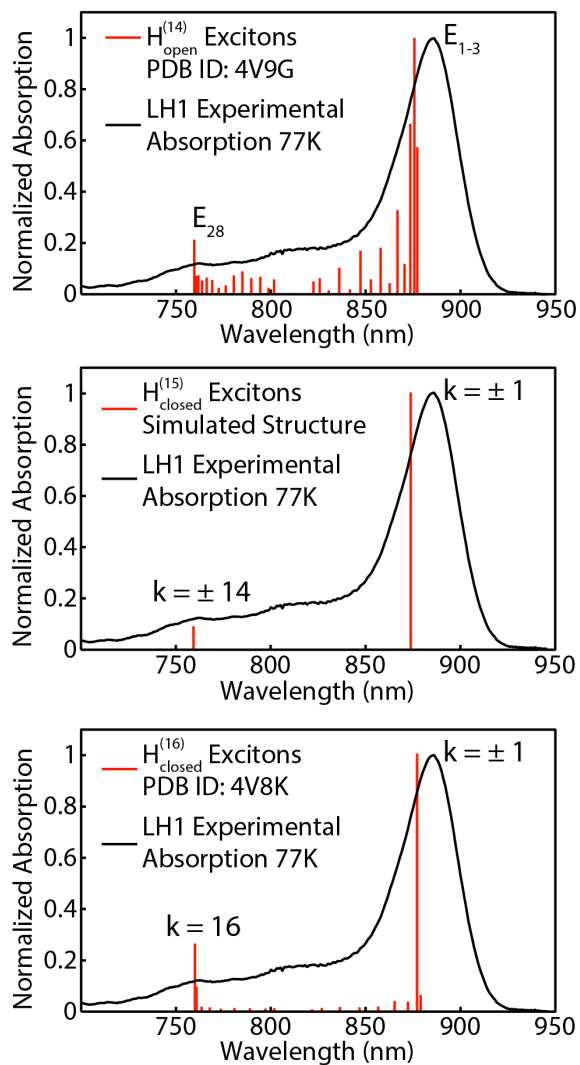 Normalized Absorption
1
0.8
0.6
0.4
0.2
0
H(14)open Excitons
PDB ID: 4V9G
LH1 Experimental
Absorption 77K
E1-3
E28
750
800
850
900
950
Wavelength (nm)
Normalized Absorption
1
0.8
0.6
0.4
0.2
0
H(15)closed Excitons
Simulated Structure
LH1 Experimental
Absorption 77K
k = ± 1
k = ± 14
750
800
850
900
950
Wavelength (nm)
Normalized Absorption
1
0.8
0.6
0.4
0.2
0
H(16)closed Excitons
PDB ID: 4V8K
LH1 Experimental
Absorption 77K
k = ± 1
k = 16
750
800
850
900
950
Wavelength (nm)